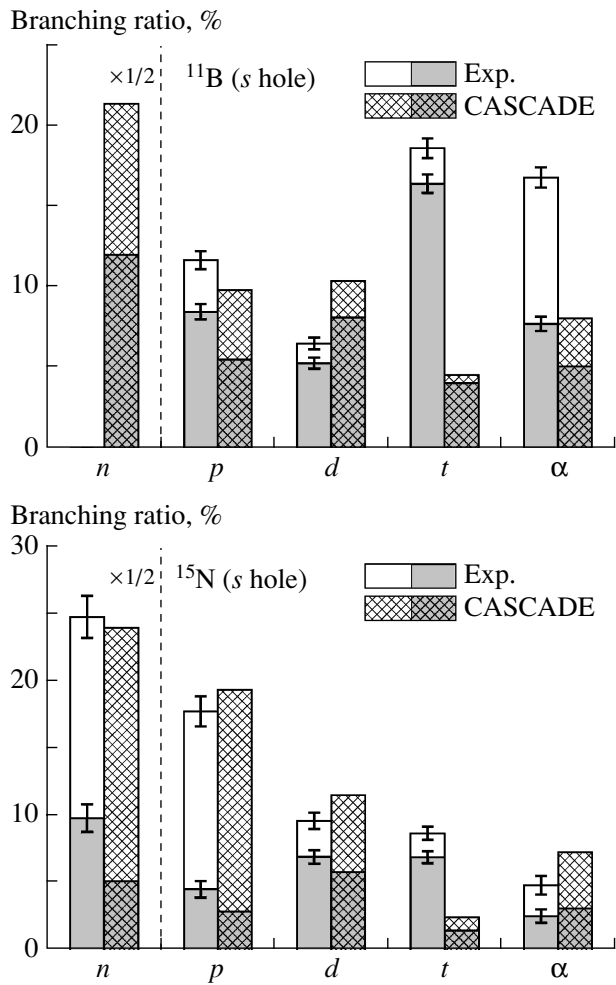 Branching ratio, %
×1/2
¹¹B (s hole)
Exp.
CASCADE
20
10
0
n p d t α
Branching ratio, %
30
×1/2
¹⁵N (s hole)
Exp.
CASCADE
20
10
0
n p d t α